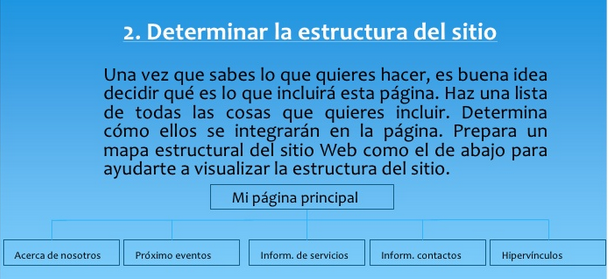 2. Determinar la estructura del sitio
Una vez que sabes lo que quieres hacer, es buena idea
decidir qué es lo que incluirá esta página. Haz una lista
de todas las cosas que quieres incluir. Determina
cómo ellos se integrarán en la página. Prepara un
mapa estructural del sitio Web como el de abajo para
ayudarte a visualizar la estructura del sitio.
Mi página principal
Acerca de nosotros
Próximo eventos
Inform. de servicios
Inform. contactos
Hipervínculos